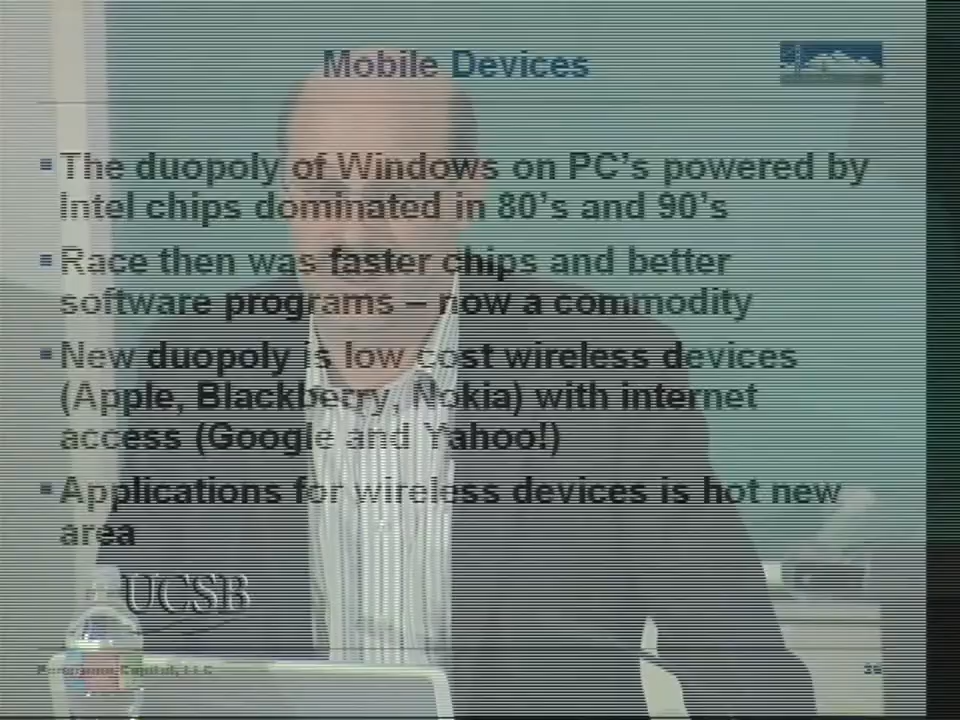 Mobile Devices
▪ The duopoly of Windows on PC's powered by
Intel chips dominated in 80's and 90's
▪ Race then was faster chips and better
software programs – now a commodity
▪ New duopoly is low cost wireless devices
(Apple, Blackberry, Nokia) with internet
access (Google and Yahoo!)
▪ Applications for wireless devices is hot new
area
UCSB
Capital, LLC